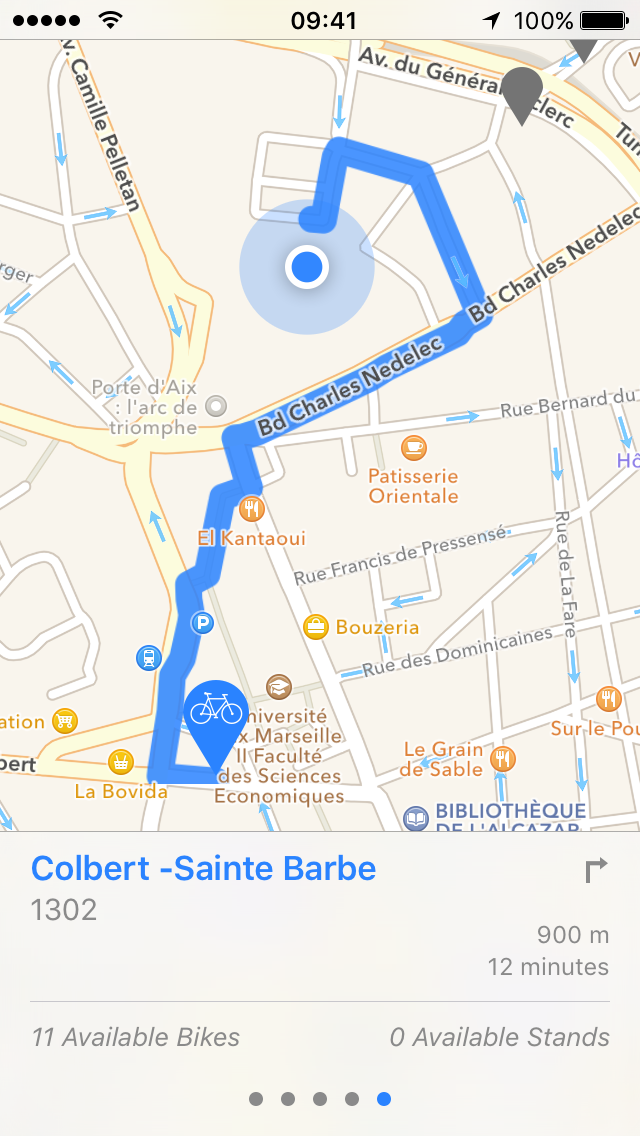 09:41
100%
Av. du Général Leclerc
Av. Camille Pelletan
Bd Charles Nedelec
Bd Charles Nedelec
Porte d'Aix
: l'arc de
triomphe
Rue Bernard du
Patisserie
Orientale
El Kantaoui
Rue Francis de Pressensé
Rue de La Fare
P
Bouzeria
Rue des Dominicaines
Université
Marseille
II Faculté
des Sciences
Economiques
Le Grain
de Sable
Sur le Pou
La Bovida
BIBLIOTHÈQUE
DE L'ALCAZAR
Colbert -Sainte Barbe
1302
900 m
12 minutes
11 Available Bikes
0 Available Stands